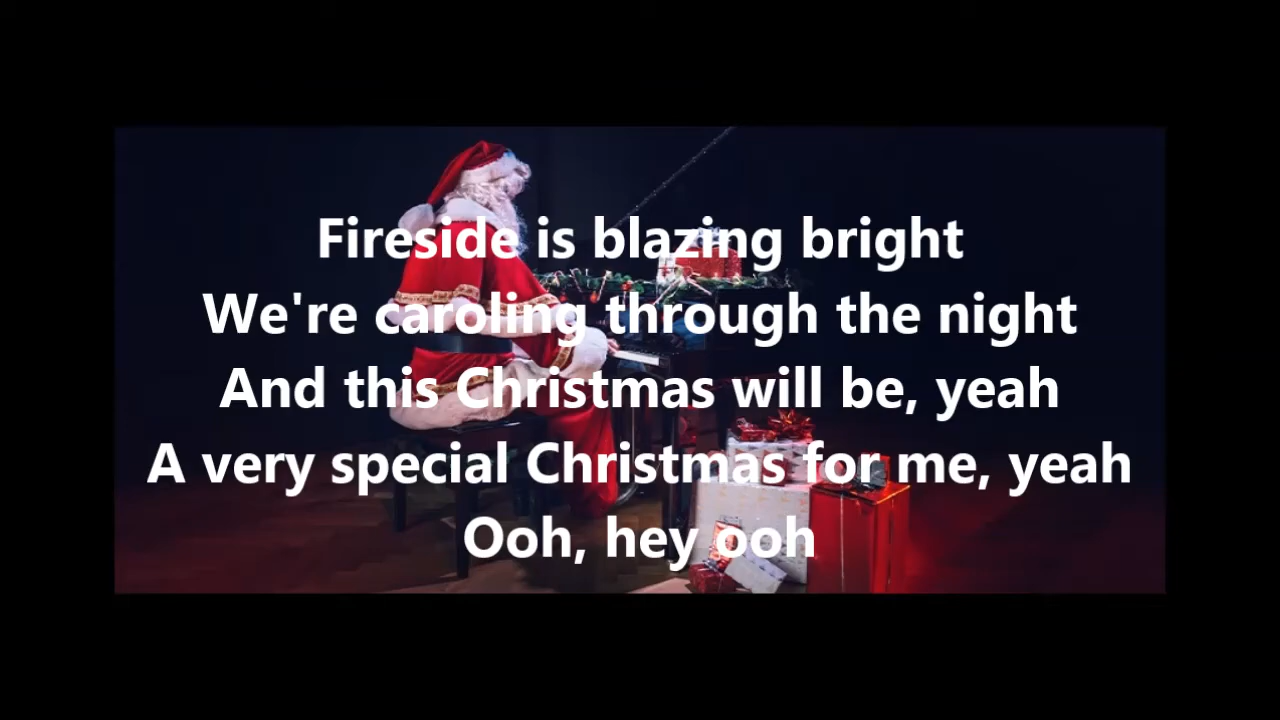 Fireside is blazing bright
We're caroling through the night
And this Christmas will be, yeah
A very special Christmas for me, yeah
Ooh, hey ooh